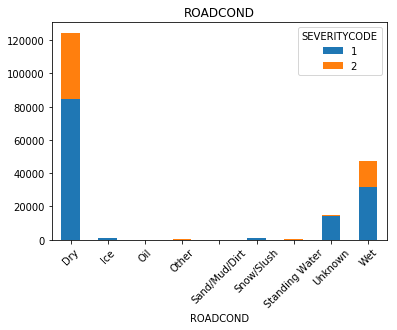 ROADCOND
SEVERITYCODE
1
2
120000
100000
80000
60000
40000
20000
0
Dry
Ice
Oil
Other
Sand/Mud/Dirt
Snow/Slush
Standing Water
Unknown
Wet
ROADCOND